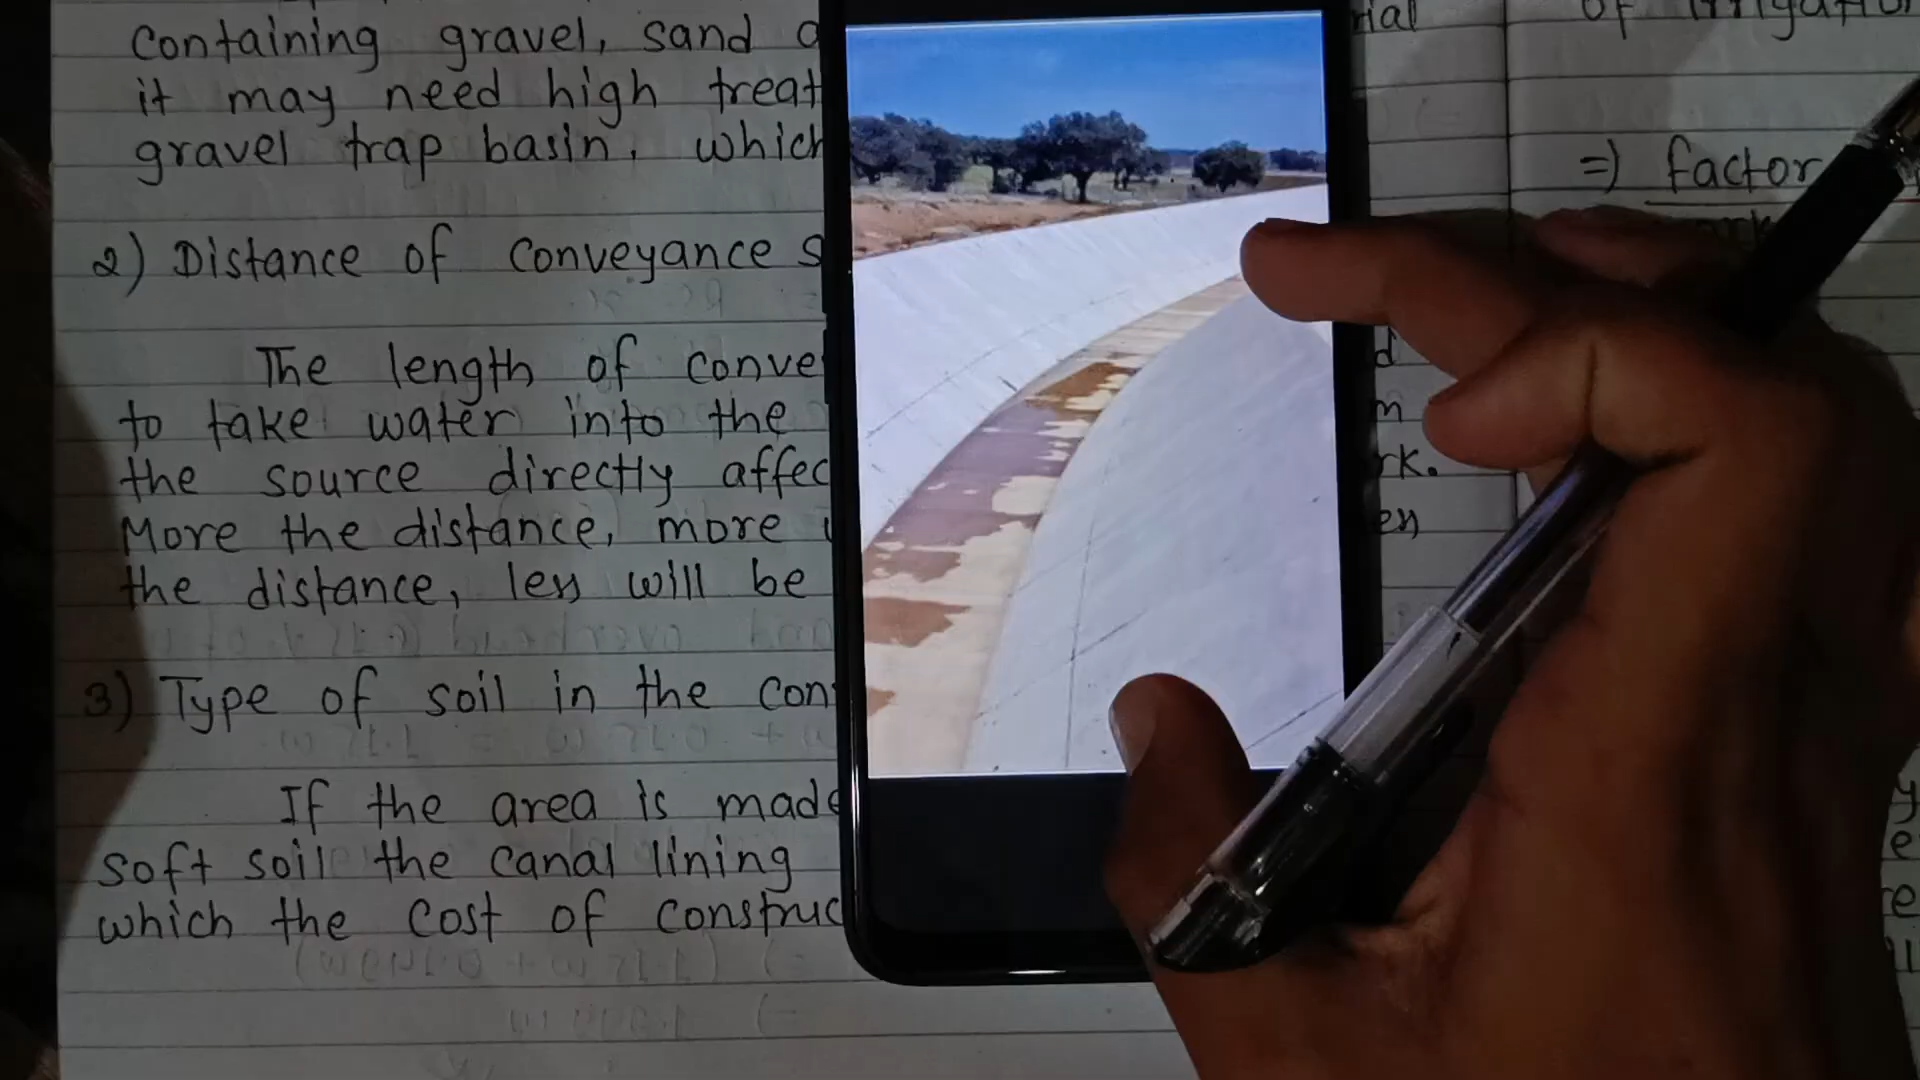 containing gravel, sand
it may need high treat
gravel trap basin, which
2) Distance of conveyance s
The length of conve
to take water into the
the source directly affec
More the distance, more
the distance, less will be
3) Type of soil in the con
If the area is made
soft soil the canal lining
which the cost of construc
rial
d
m
rk.
en
of irrigation
=) factor
y
e
re